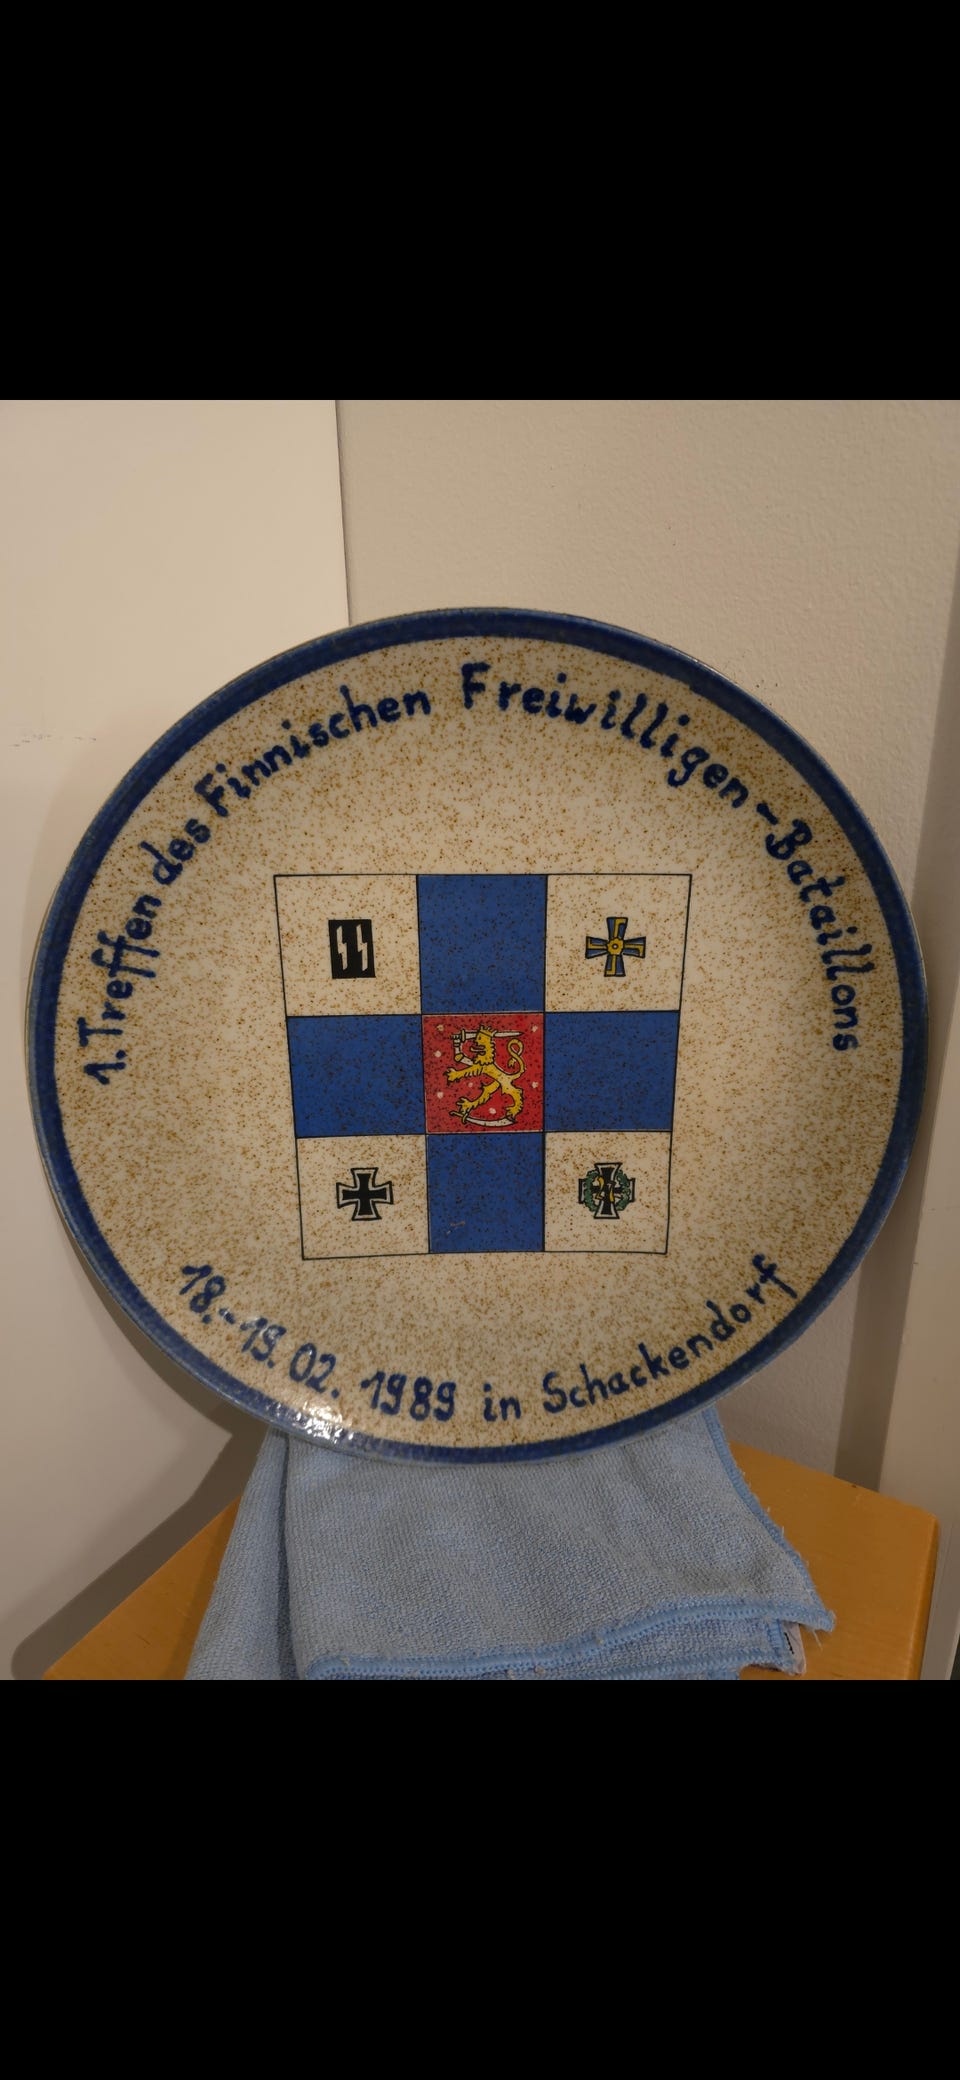 1. Treffen des Finnischen Freiwilligen-Bataillons
18.-19.02.1989 in Schackendorf